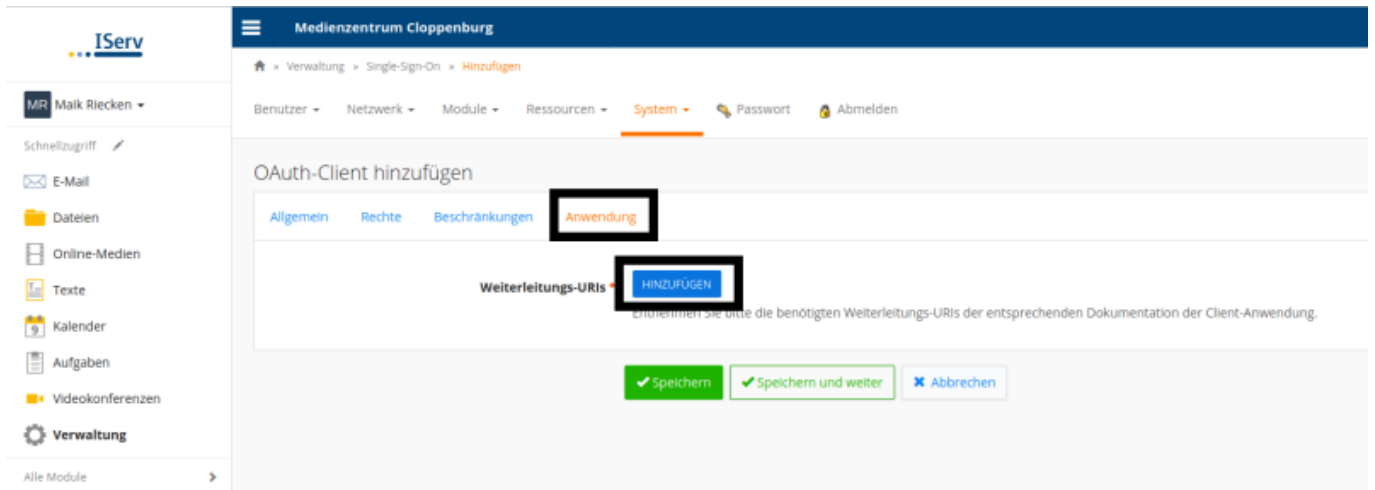 IServ
Medienzentrum Cloppenburg
» Verwaltung » Single-Sign-On » Hinzufügen
MR Maik Riecken
Benutzer Netzwerk Module Ressourcen System Passwort Abmelden
Schnellzugriff
E-Mail
Dateien
Online-Medien
Texte
9 Kalender
Aufgaben
Videokonferenzen
Verwaltung
Alle Module
OAuth-Client hinzufügen
Allgemein Rechte Beschränkungen Anwendung
Weiterleitungs-URIs * HINZUFÜGEN
Entnehmen Sie bitte die benötigten Weiterleitungs-URIs der entsprechenden Dokumentation der Client-Anwendung.
Speichern Speichern und weiter Abbrechen